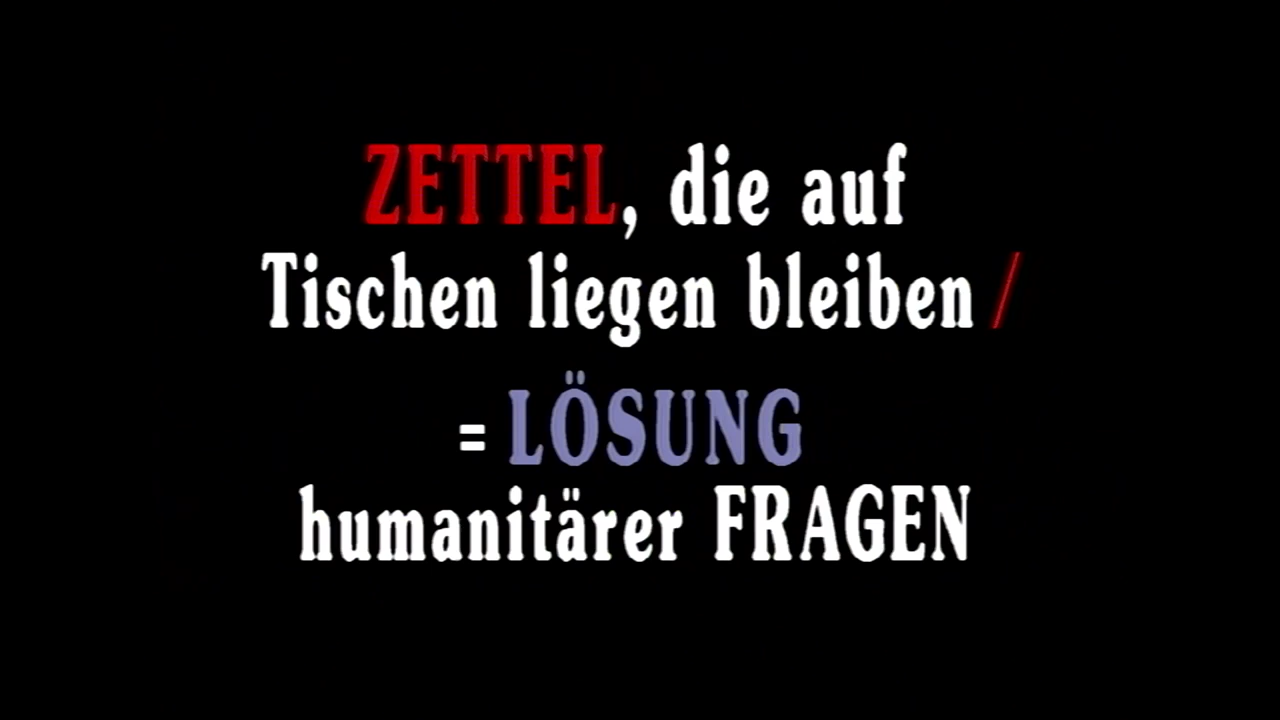 ZETTEL, die auf
Tischen liegen bleiben /
= LÖSUNG
humanitärer FRAGEN